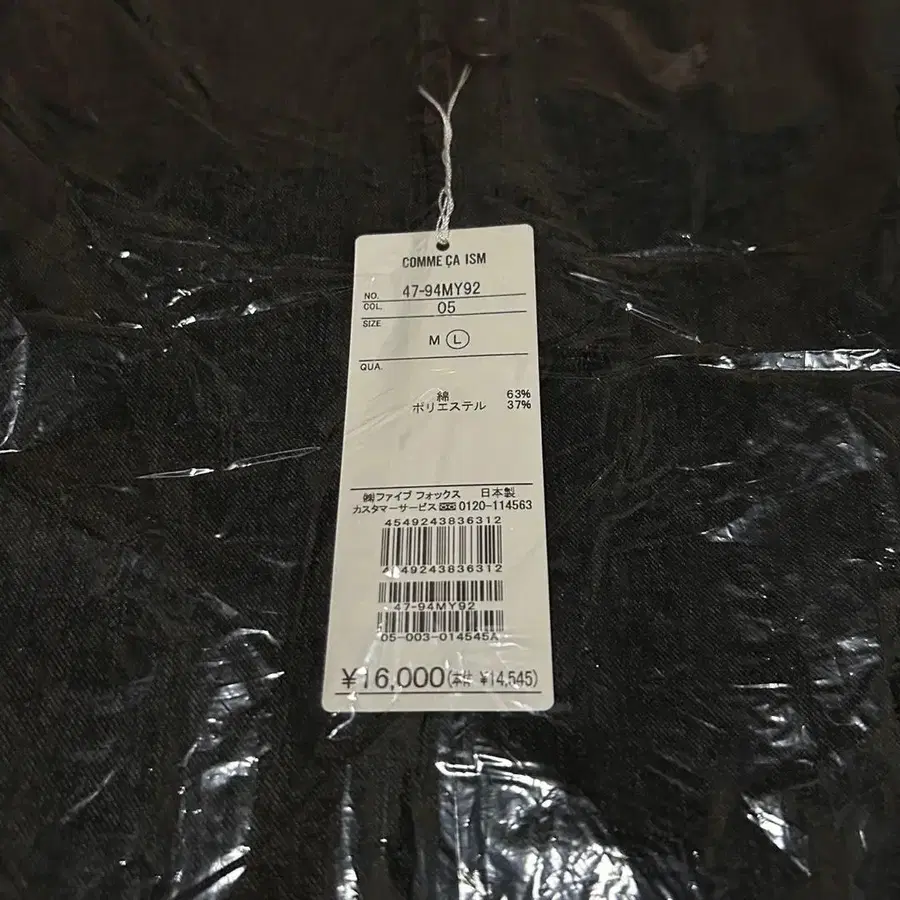 COMME ÇA ISM
NO. 47-94MY92
COL. 05
SIZE
M L
QUA.
綿 63%
ポリエステル 37%
㈱ファイブ フォックス 日本製
カスタマーサービス 0120-114563
4549243836312
4549243836312
47-94MY92
05-003-014545A
¥16,000(本体 ¥14,545)